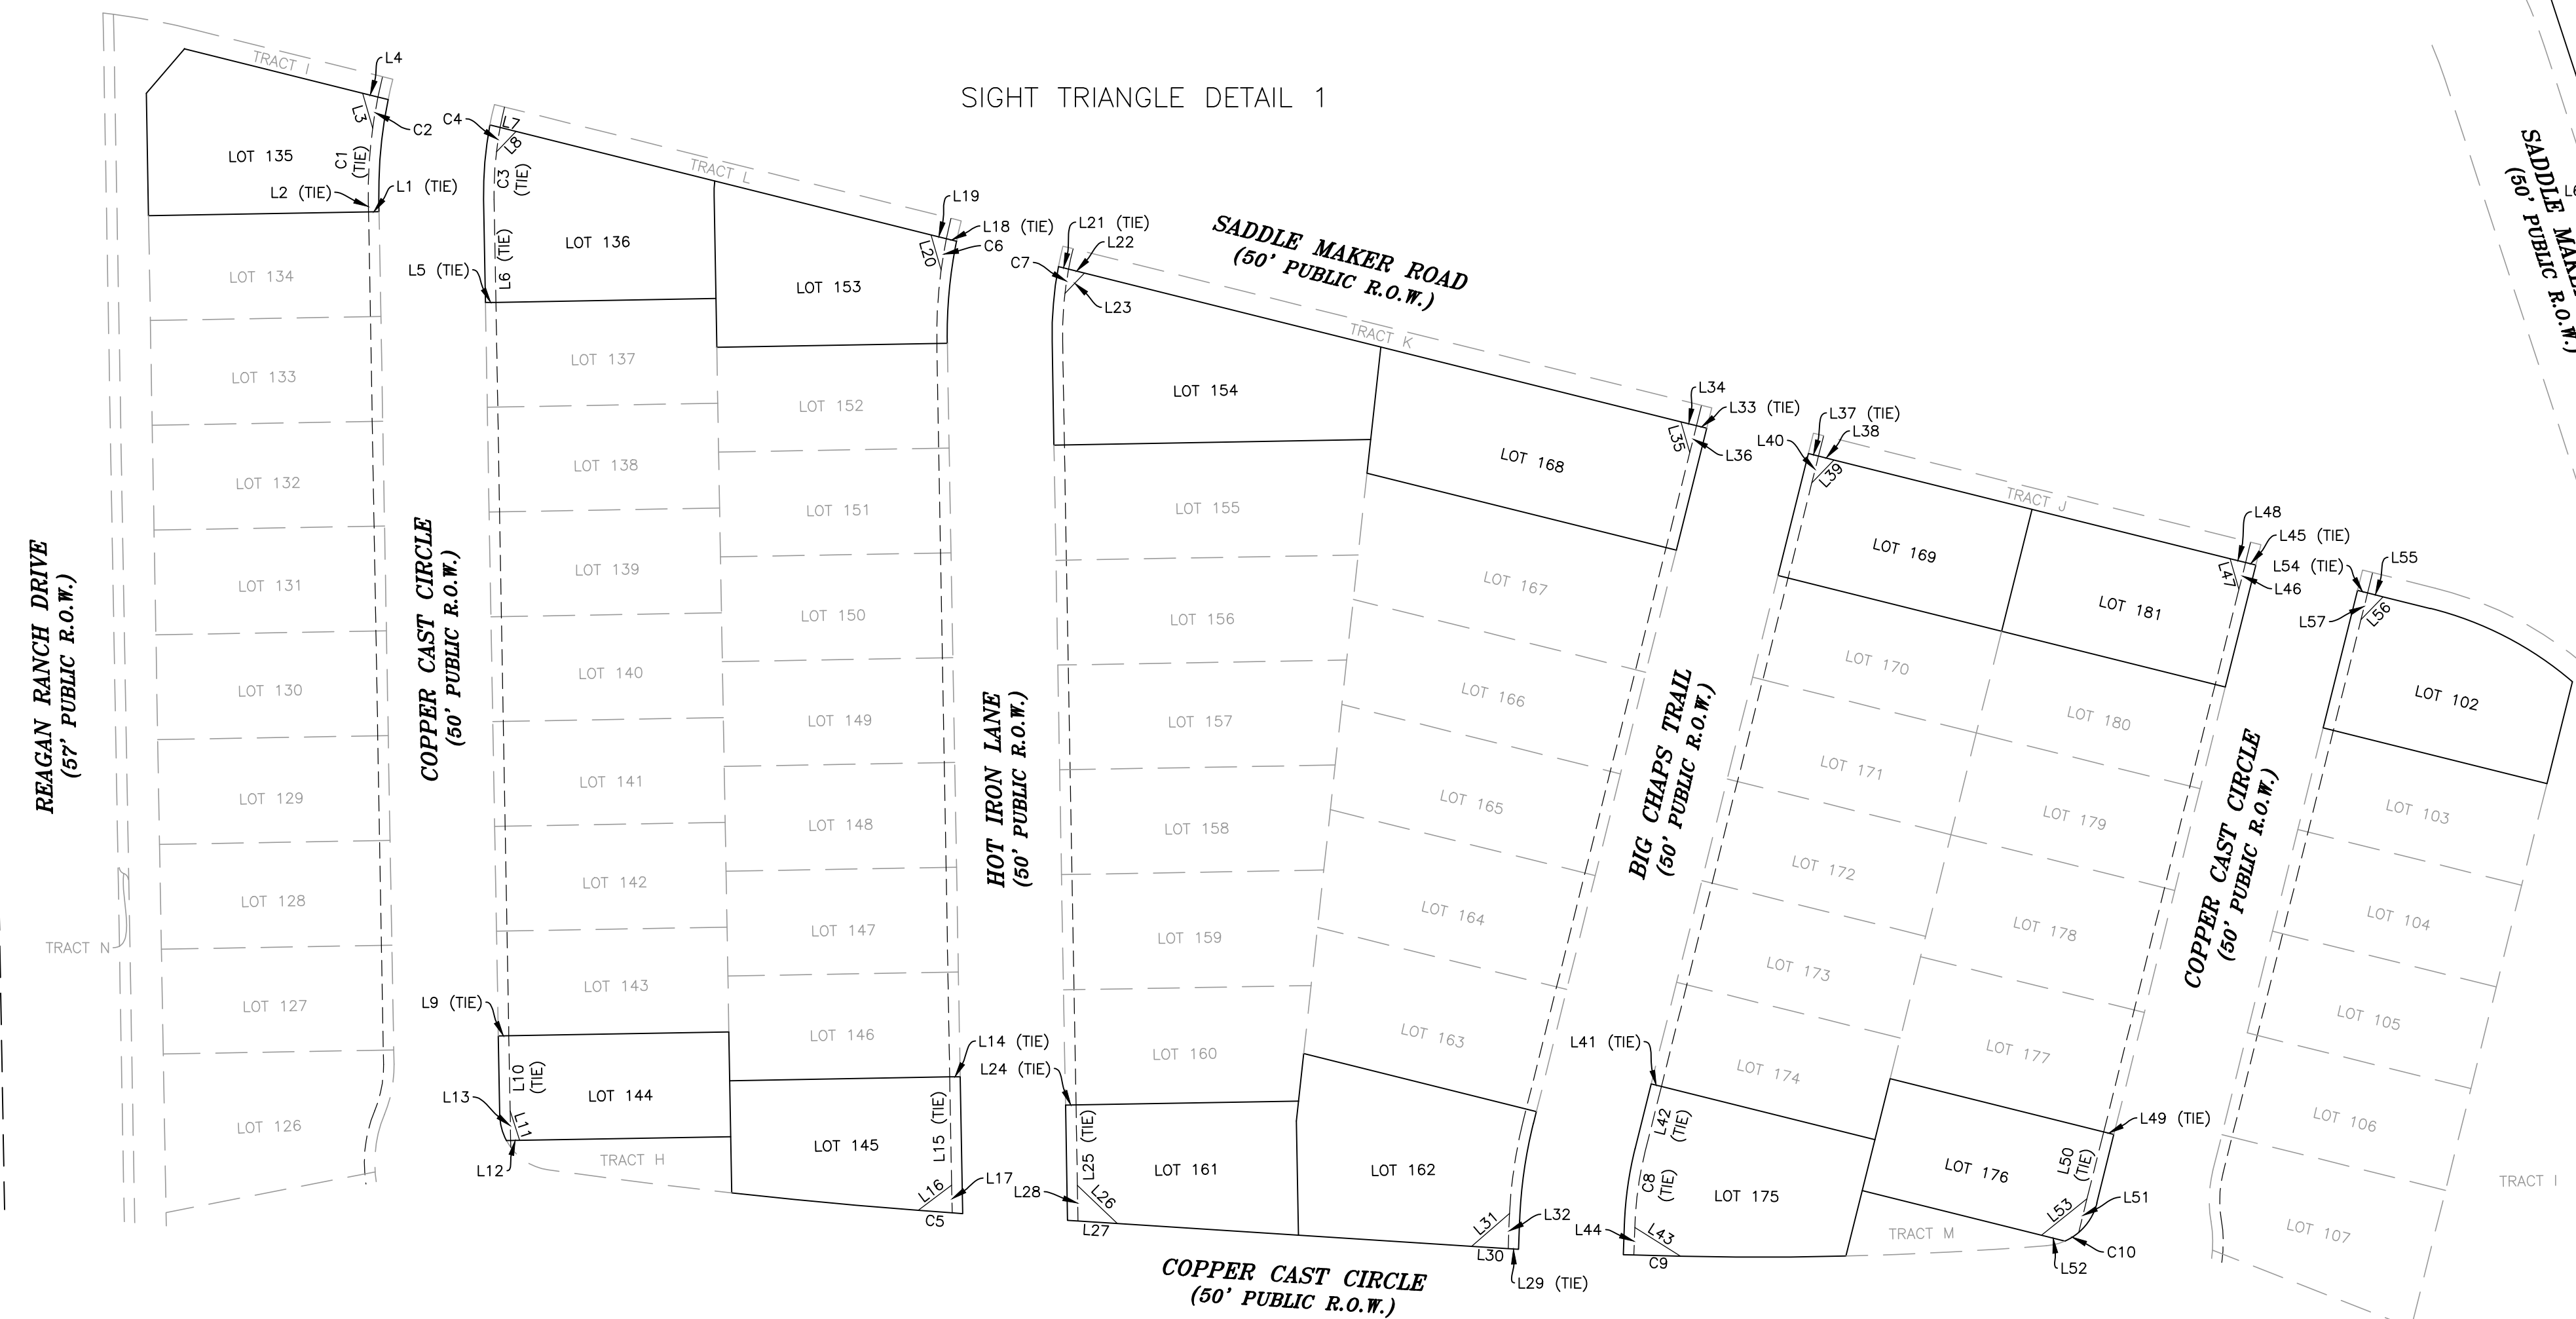 SIGHT TRIANGLE DETAIL 1
TRACT I
L4
L3
C2
LOT 135
C1
(TIE)
L2 (TIE)
L1 (TIE)
LOT 134
LOT 133
LOT 132
LOT 131
LOT 130
LOT 129
LOT 128
LOT 127
LOT 126
TRACT N
REAGAN RANCH DRIVE
(57' PUBLIC R.O.W.)
COPPER CAST CIRCLE
(50' PUBLIC R.O.W.)
C4
L7
L8
C3
(TIE)
TRACT L
LOT 136
L5 (TIE)
L6 (TIE)
LOT 137
LOT 138
LOT 139
LOT 140
LOT 141
LOT 142
LOT 143
L9 (TIE)
L10
(TIE)
L13
L11
LOT 144
L12
TRACT H
L19
L18 (TIE)
L20
C6
LOT 153
LOT 152
LOT 151
LOT 150
LOT 149
LOT 148
LOT 147
LOT 146
L14 (TIE)
L15 (TIE)
LOT 145
L16
L17
C5
HOT IRON LANE
(50' PUBLIC R.O.W.)
SADDLE MAKER ROAD
(50' PUBLIC R.O.W.)
L21 (TIE)
L22
C7
L23
TRACT K
LOT 154
LOT 155
LOT 156
LOT 157
LOT 158
LOT 159
LOT 160
L24 (TIE)
L25 (TIE)
L28
L26
LOT 161
L27
L34
L33 (TIE)
L35
L36
LOT 168
LOT 167
LOT 166
LOT 165
LOT 164
LOT 163
LOT 162
L31
L32
L30
L29 (TIE)
COPPER CAST CIRCLE
(50' PUBLIC R.O.W.)
BIG CHAPS TRAIL
(50' PUBLIC R.O.W.)
L37 (TIE)
L38
L40
L39
TRACT J
LOT 169
LOT 170
LOT 171
LOT 172
LOT 173
LOT 174
L41 (TIE)
L42
(TIE)
C8
(TIE)
LOT 175
L44
L43
C9
L48
L45 (TIE)
L47
L46
LOT 181
LOT 180
LOT 179
LOT 178
LOT 177
L49 (TIE)
L50
(TIE)
LOT 176
L51
L53
C10
L52
TRACT M
COPPER CAST CIRCLE
(50' PUBLIC R.O.W.)
L54 (TIE)
L55
L57
L56
LOT 102
LOT 103
LOT 104
LOT 105
LOT 106
LOT 107
TRACT I
SADDLE MAKE
(50' PUBLIC R.O.W.)